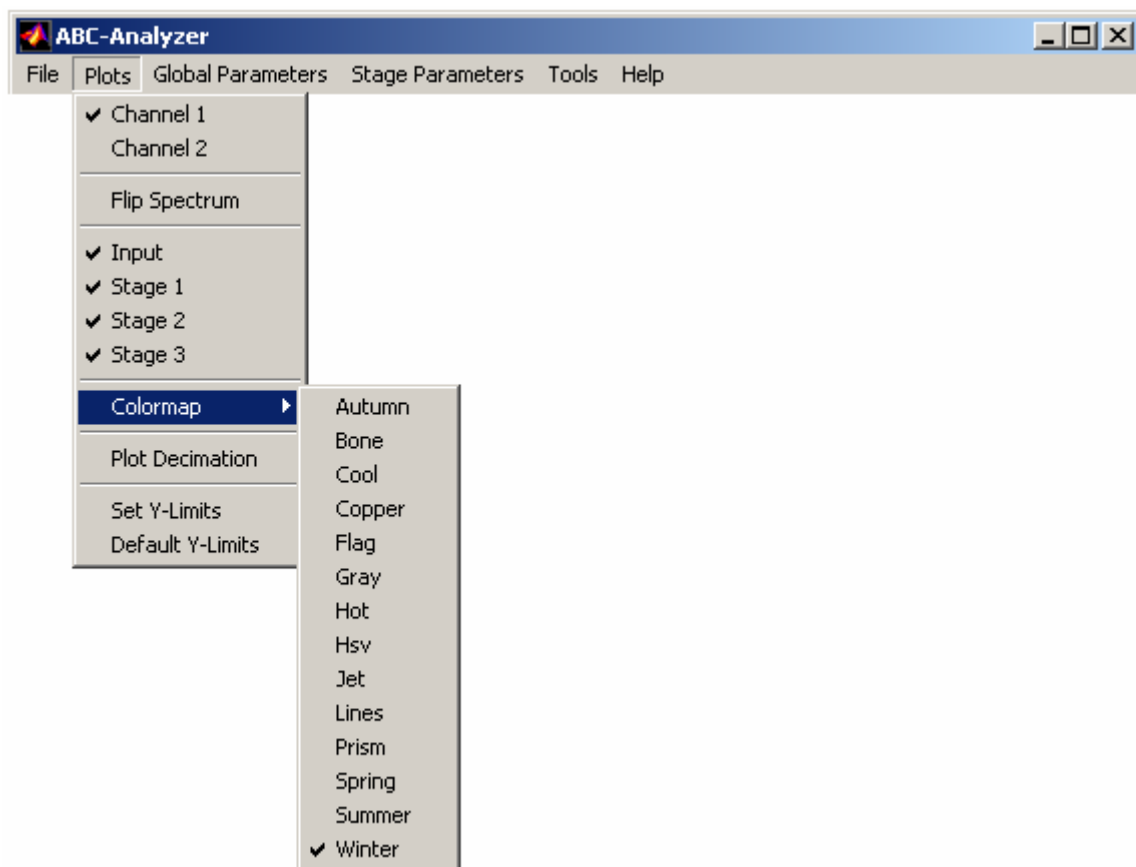 ABC-Analyzer
File Plots Global Parameters Stage Parameters Tools Help
Channel 1
Channel 2
Flip Spectrum
Input
Stage 1
Stage 2
Stage 3
Colormap
Plot Decimation
Set Y-Limits
Default Y-Limits
Autumn
Bone
Cool
Copper
Flag
Gray
Hot
Hsv
Jet
Lines
Prism
Spring
Summer
Winter